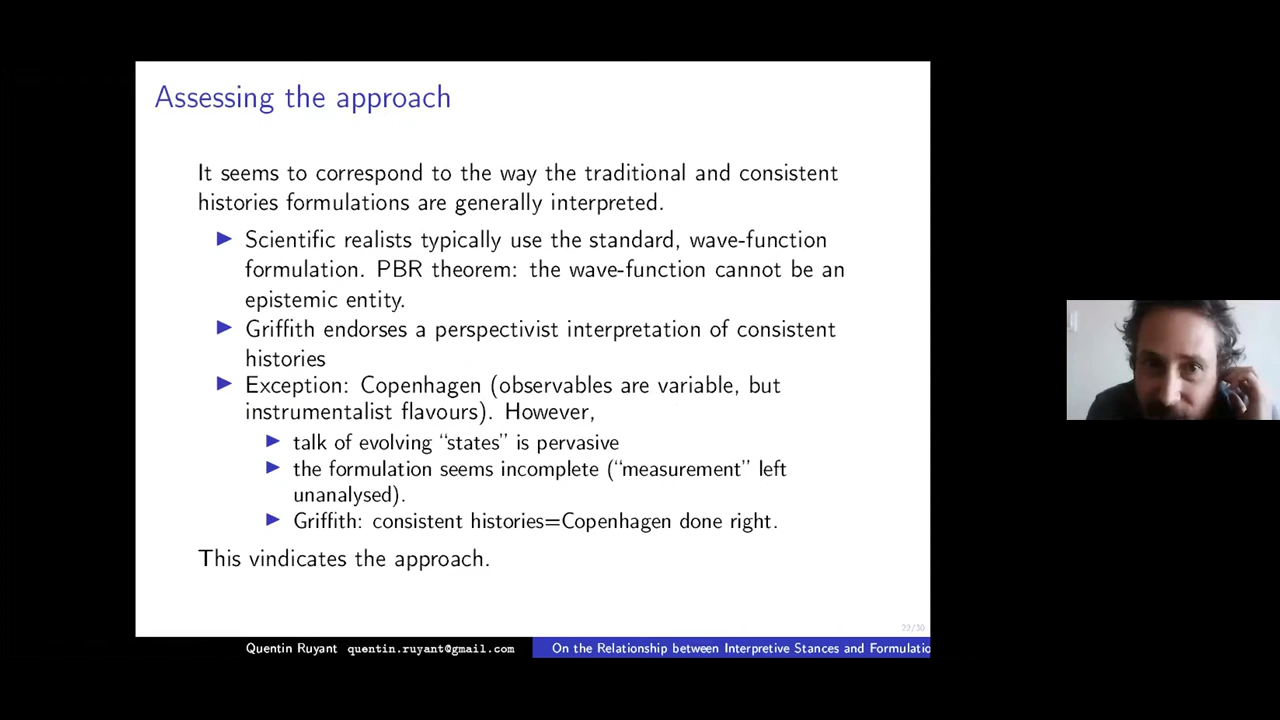 Assessing the approach
It seems to correspond to the way the traditional and consistent
histories formulations are generally interpreted.
▶ Scientific realists typically use the standard, wave-function
formulation. PBR theorem: the wave-function cannot be an
epistemic entity.
▶ Griffith endorses a perspectivist interpretation of consistent
histories
▶ Exception: Copenhagen (observables are variable, but
instrumentalist flavours). However,
▶ talk of evolving “states” is pervasive
▶ the formulation seems incomplete (“measurement” left
unanalysed).
▶ Griffith: consistent histories=Copenhagen done right.
This vindicates the approach.
22/30
Quentin Ruyant quentin.ruyant@gmail.com
On the Relationship between Interpretive Stances and Formulatio